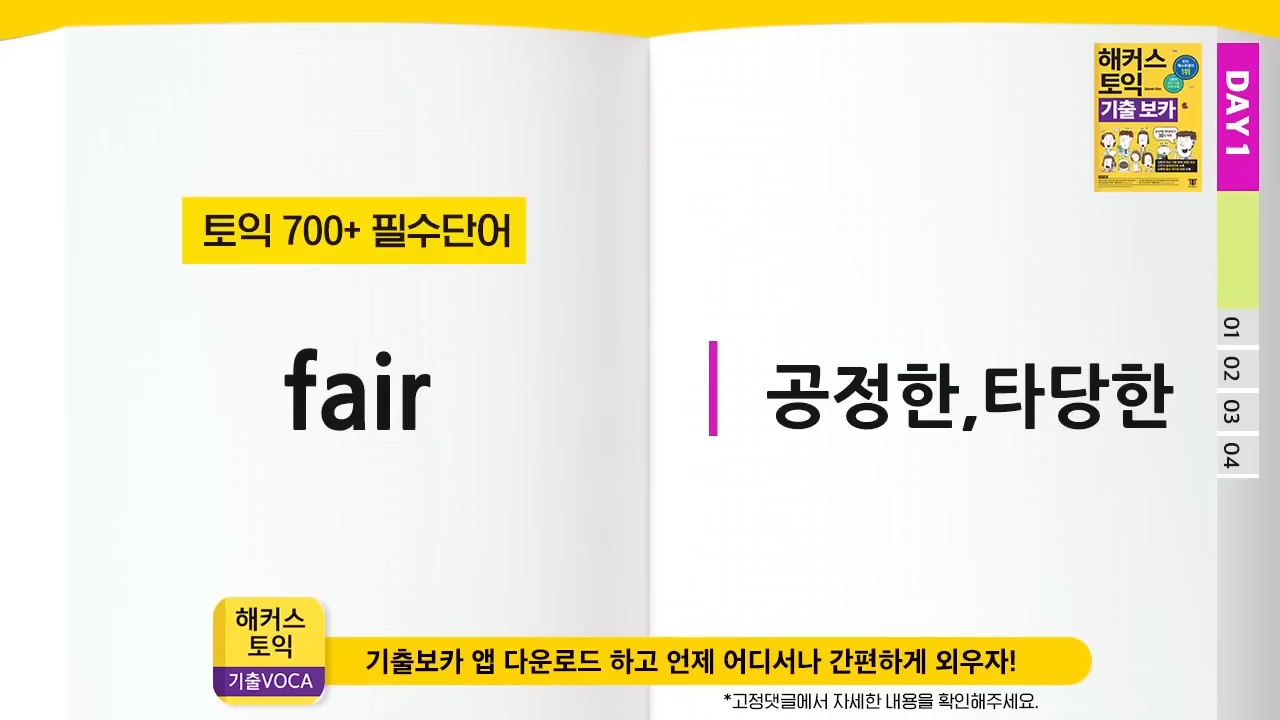 토익 700+ 필수단어
fair
공정한,타당한
해커스
토익
기출 보카
DAY 1
01
02
03
04
해커스
토익
기출VOCA
기출보카 앱 다운로드 하고 언제 어디서나 간편하게 외우자!
*고정댓글에서 자세한 내용을 확인해주세요.